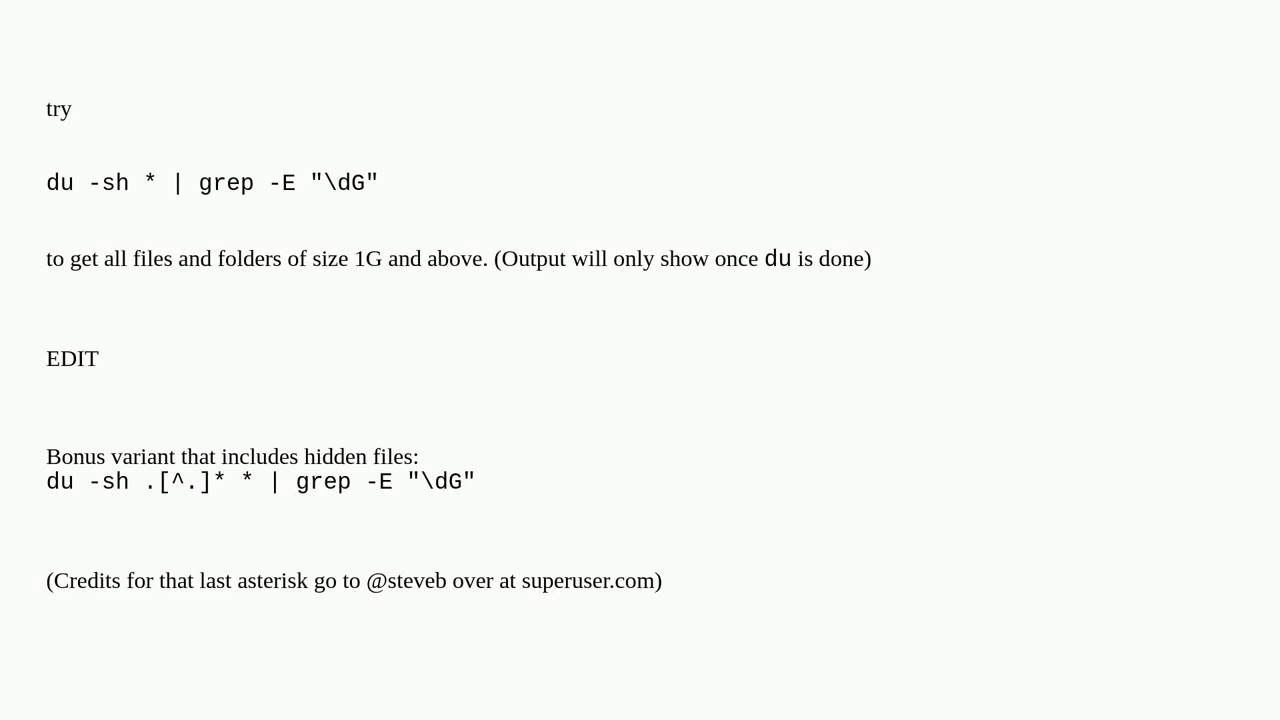 try
du -sh * | grep -E "\dG"
to get all files and folders of size 1G and above. (Output will only show once du is done)
EDIT
Bonus variant that includes hidden files:
du -sh .[^.]* * | grep -E "\dG"
(Credits for that last asterisk go to @steveb over at superuser.com)